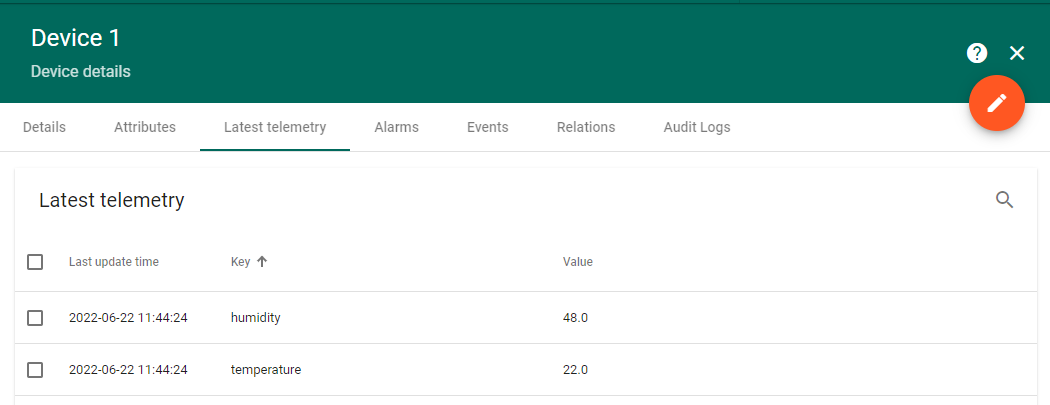 Device 1
Device details
Details Attributes Latest telemetry Alarms Events Relations Audit Logs
Latest telemetry
Last update time Key Value
2022-06-22 11:44:24 humidity 48.0
2022-06-22 11:44:24 temperature 22.0